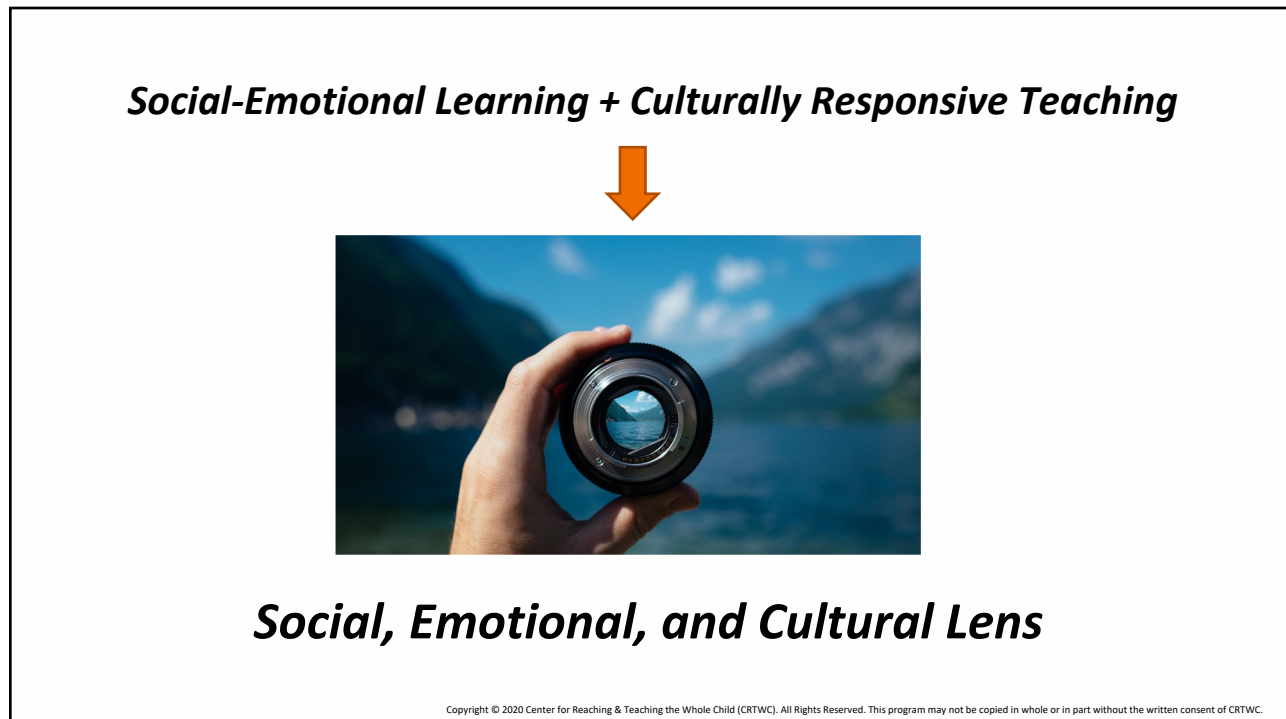 Social-Emotional Learning + Culturally Responsive Teaching
Social, Emotional, and Cultural Lens
Copyright © 2020 Center for Reaching & Teaching the Whole Child (CRTWC). All Rights Reserved. This program may not be copied in whole or in part without the written consent of CRTWC.